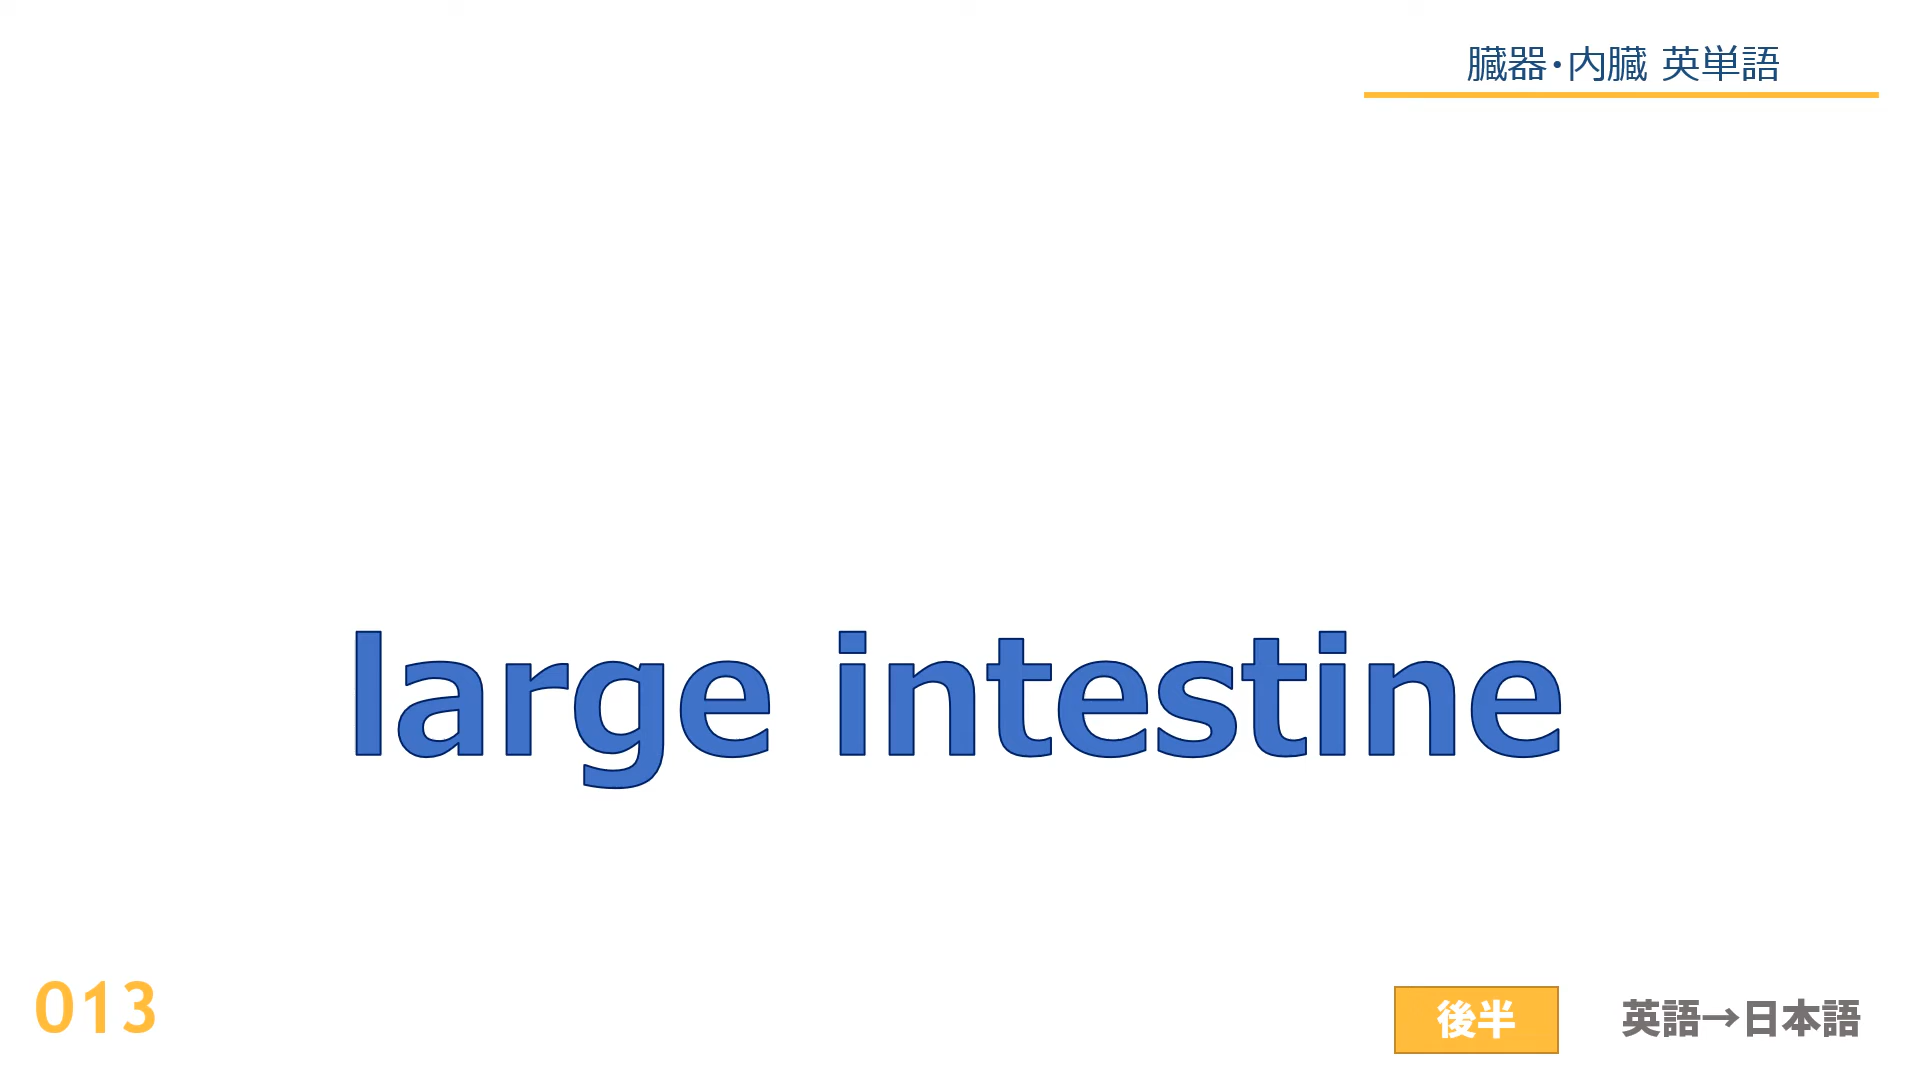 臓器・内臓 英単語
large intestine
013
後半
英語→日本語